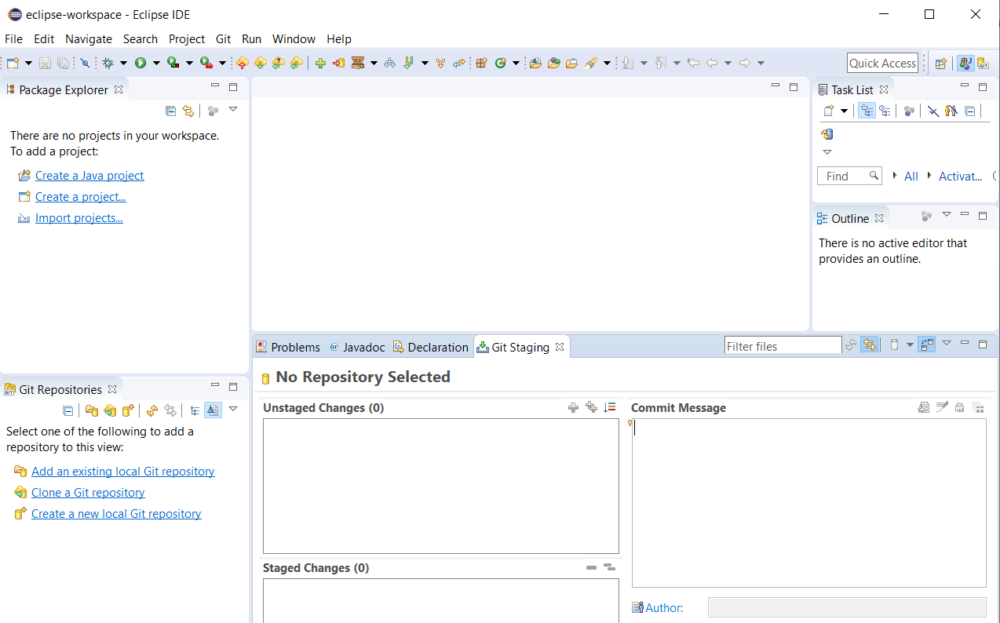 eclipse-workspace - Eclipse IDE
File Edit Navigate Search Project Git Run Window Help
Quick Access
Package Explorer
There are no projects in your workspace.
To add a project:
Create a Java project
Create a project...
Import projects...
Task List
Find All Activat...
Outline
There is no active editor that
provides an outline.
Problems @ Javadoc Declaration Git Staging
Filter files
No Repository Selected
Unstaged Changes (0)
Commit Message
Staged Changes (0)
Author:
Git Repositories
Select one of the following to add a
repository to this view:
Add an existing local Git repository
Clone a Git repository
Create a new local Git repository